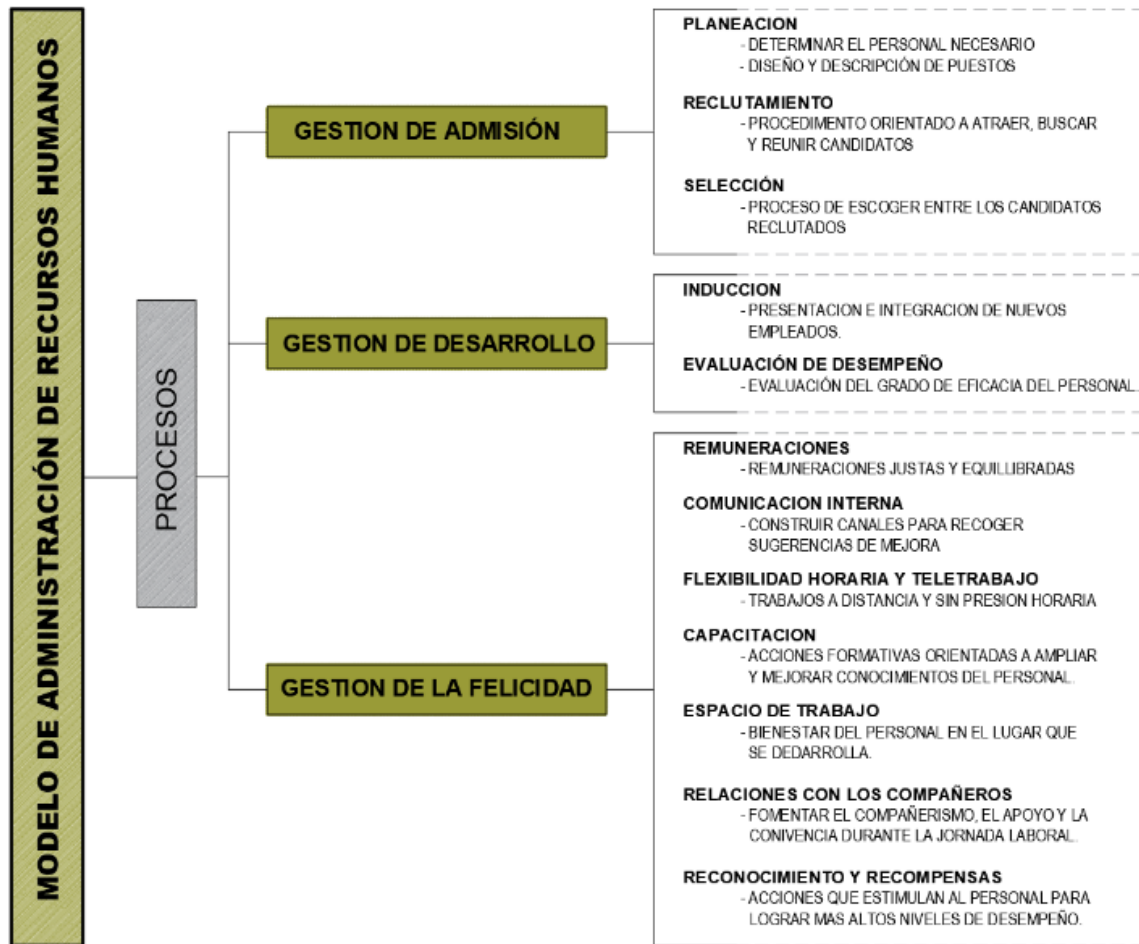 MODELO DE ADMINISTRACIÓN DE RECURSOS HUMANOS
PROCESOS
GESTION DE ADMISIÓN
PLANEACION
- DETERMINAR EL PERSONAL NECESARIO
- DISEÑO Y DESCRIPCIÓN DE PUESTOS
RECLUTAMIENTO
- PROCEDIMENTO ORIENTADO A ATRAER, BUSCAR
Y REUNIR CANDIDATOS
SELECCIÓN
- PROCESO DE ESCOGER ENTRE LOS CANDIDATOS
RECLUTADOS
GESTION DE DESARROLLO
INDUCCION
- PRESENTACION E INTEGRACION DE NUEVOS
EMPLEADOS.
EVALUACIÓN DE DESEMPEÑO
- EVALUACIÓN DEL GRADO DE EFICACIA DEL PERSONAL.
GESTION DE LA FELICIDAD
REMUNERACIONES
- REMUNERACIONES JUSTAS Y EQUILLIBRADAS
COMUNICACION INTERNA
- CONSTRUIR CANALES PARA RECOGER
SUGERENCIAS DE MEJORA
FLEXIBILIDAD HORARIA Y TELETRABAJO
- TRABAJOS A DISTANCIA Y SIN PRESION HORARIA
CAPACITACION
- ACCIONES FORMATIVAS ORIENTADAS A AMPLIAR
Y MEJORAR CONOCIMIENTOS DEL PERSONAL.
ESPACIO DE TRABAJO
- BIENESTAR DEL PERSONAL EN EL LUGAR QUE
SE DEDARROLLA.
RELACIONES CON LOS COMPAÑEROS
- FOMENTAR EL COMPAÑERISMO, EL APOYO Y LA
CONIVENCIA DURANTE LA JORNADA LABORAL.
RECONOCIMIENTO Y RECOMPENSAS
- ACCIONES QUE ESTIMULAN AL PERSONAL PARA
LOGRAR MAS ALTOS NIVELES DE DESEMPEÑO.